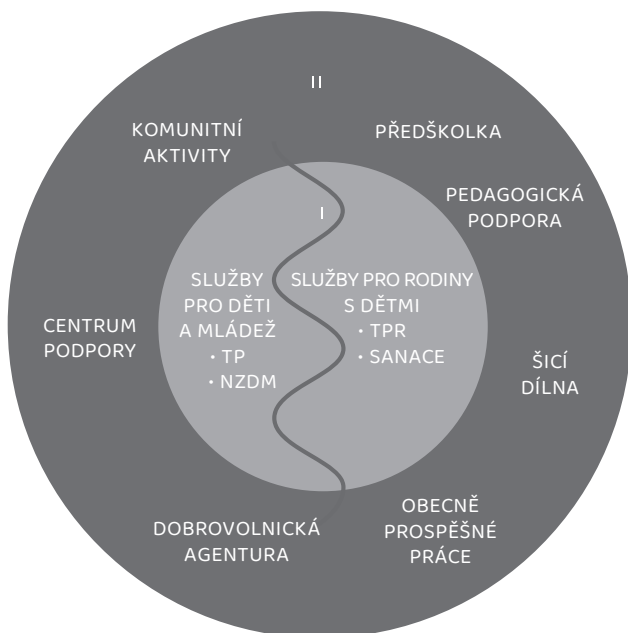 II
KOMUNITNÍ
AKTIVITY
PŘEDŠKOLKA
PEDAGOGICKÁ
PODPORA
I
SLUŽBY
PRO DĚTI
A MLÁDEŽ
• TP
• NZDM
SLUŽBY PRO RODINY
S DĚTMI
• TPR
• SANACE
CENTRUM
PODPORY
ŠICÍ
DÍLNA
DOBROVOLNICKÁ
AGENTURA
OBECNĚ
PROSPĚŠNÉ
PRÁCE